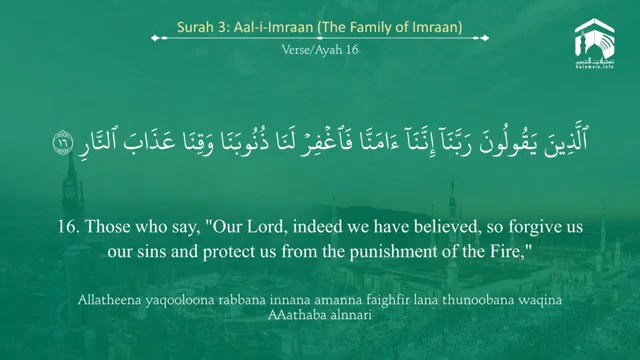 Surah 3: Aal-i-Imraan (The Family of Imraan)
Verse/Ayah 16
haramain.info
ٱلَّذِينَ يَقُولُونَ رَبَّنَآ إِنَّنَآ ءَامَنَّا فَٱغْفِرْ لَنَا ذُنُوبَنَا وَقِنَا عَذَابَ ٱلنَّارِ ١٦
16. Those who say, "Our Lord, indeed we have believed, so forgive us
our sins and protect us from the punishment of the Fire,"
Allatheena yaqooloona rabbana innana amanna faighfir lana thunoobana waqina
AAathaba alnnari